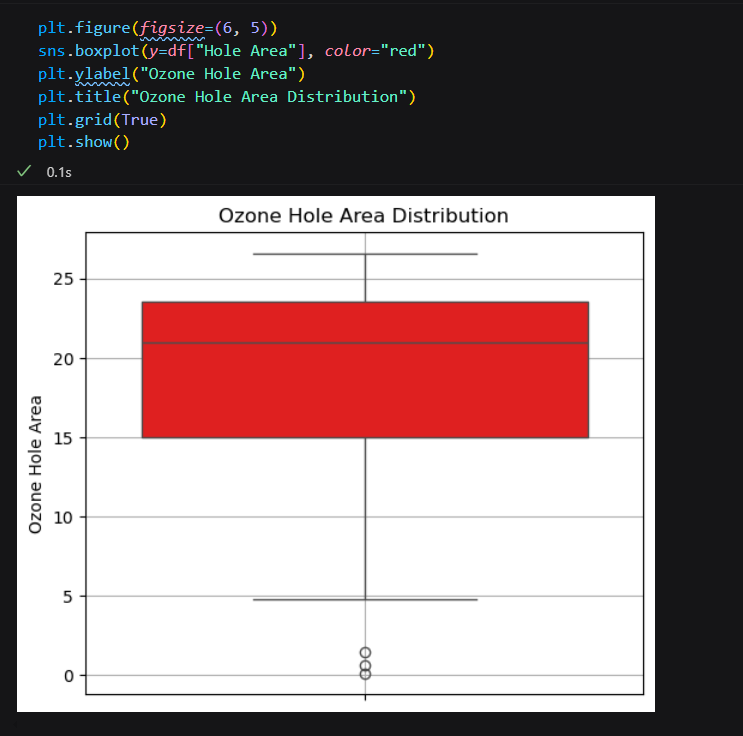 plt.figure(figsize=(6, 5))
sns.boxplot(y=df["Hole Area"], color="red")
plt.ylabel("Ozone Hole Area")
plt.title("Ozone Hole Area Distribution")
plt.grid(True)
plt.show()
0.1s
Ozone Hole Area Distribution
25
20
15
10
5
0
Ozone Hole Area